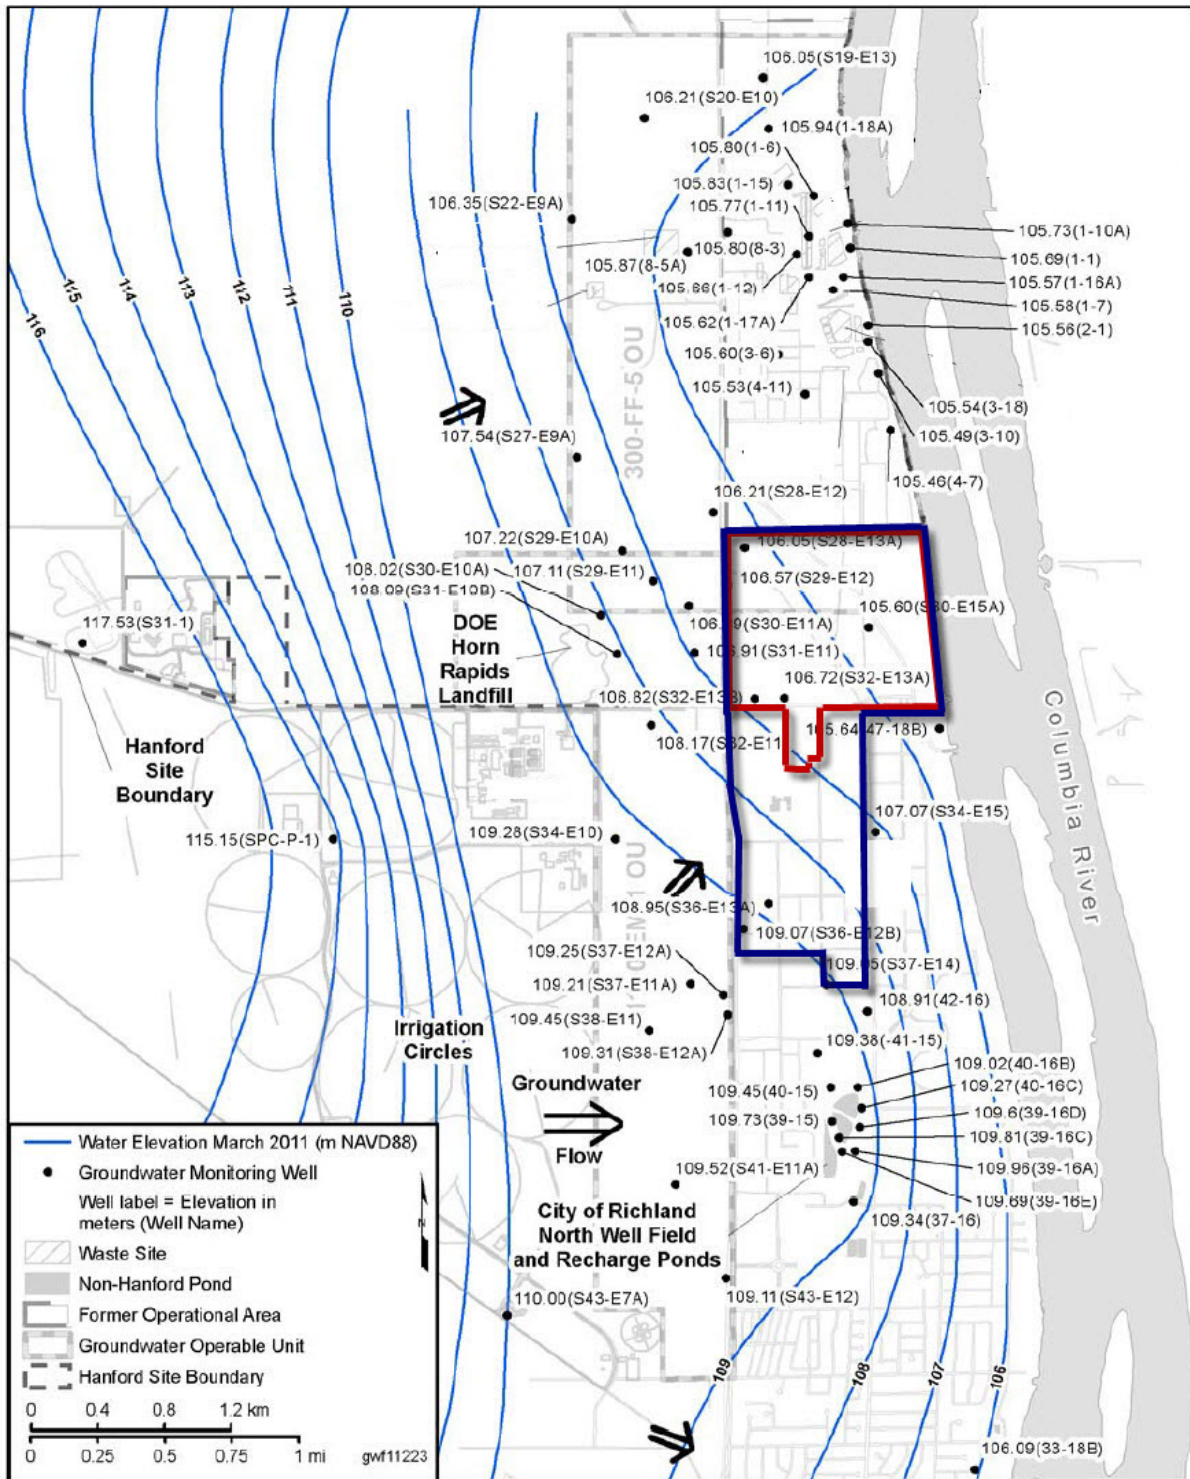 106.05(S19-E13)
106.21(S20-E10)
105.94(1-18A)
105.80(1-6)
105.83(1-15)
106.35(S22-E9A)
105.77(1-11)
105.73(1-10A)
105.80(8-3)
105.69(1-1)
105.87(8-5A)
105.57(1-16A)
105.66(1-12)
105.58(1-7)
105.62(1-17A)
105.56(2-1)
116
115
114
113
112
111
110
105.60(3-6)
105.53(4-11)
105.54(3-18)
107.54(S27-E9A)
105.49(3-10)
300-FF-5 OU
105.46(4-7)
106.21(S28-E12)
107.22(S29-E10A)
106.05(S28-E13A)
108.02(S30-E10A)
107.11(S29-E11)
106.57(S29-E12)
108.09(S31-E10B)
105.60(S30-E15A)
117.53(S31-1)
DOE
Horn
Rapids
Landfill
(S30-E11A)
106.91(S31-E11)
106.72(S32-E13A)
106.82(S32-E13B)
105.64(47-18B)
108.17(S32-E11
Hanford
Site
Boundary
Columbia River
107.07(S34-E15)
109.28(S34-E10)
115.15(SPC-P-1)
108.95(S36-E13A)
109.07(S36-E12B)
109.25(S37-E12A)
109.05(S37-E14)
109.21(S37-E11A)
108.91(42-16)
109.45(S38-E11)
109.38(-41-15)
109.31(S38-E12A)
Irrigation
Circles
109.02(40-16B)
Groundwater
Flow
109.45(40-15)
109.27(40-16C)
109.73(39-15)
109.6(39-16D)
109.81(39-16C)
109.52(S41-E11A)
109.96(39-16A)
109.69(39-16E)
109.34(37-16)
City of Richland
North Well Field
and Recharge Ponds
109.11(S43-E12)
110.00(S43-E7A)
109
108
107
106
106.09(33-18B)
Water Elevation March 2011 (m NAVD88)
Groundwater Monitoring Well
Well label = Elevation in
meters (Well Name)
Waste Site
Non-Hanford Pond
Former Operational Area
Groundwater Operable Unit
Hanford Site Boundary
0 0.4 0.8 1.2 km
0 0.25 0.5 0.75 1 mi
gwf11223
N